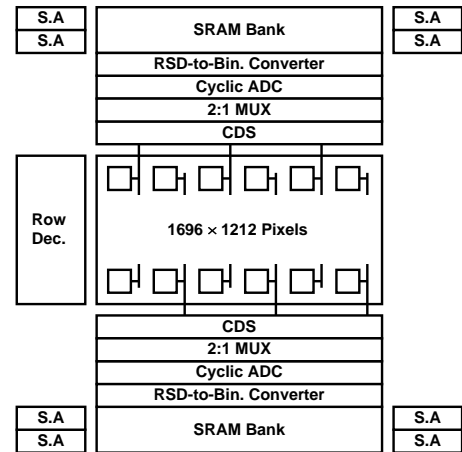 S.A
S.A
SRAM Bank
S.A
S.A
RSD-to-Bin. Converter
Cyclic ADC
2:1 MUX
CDS
Row
Dec.
1696 × 1212 Pixels
CDS
2:1 MUX
Cyclic ADC
RSD-to-Bin. Converter
S.A
S.A
SRAM Bank
S.A
S.A